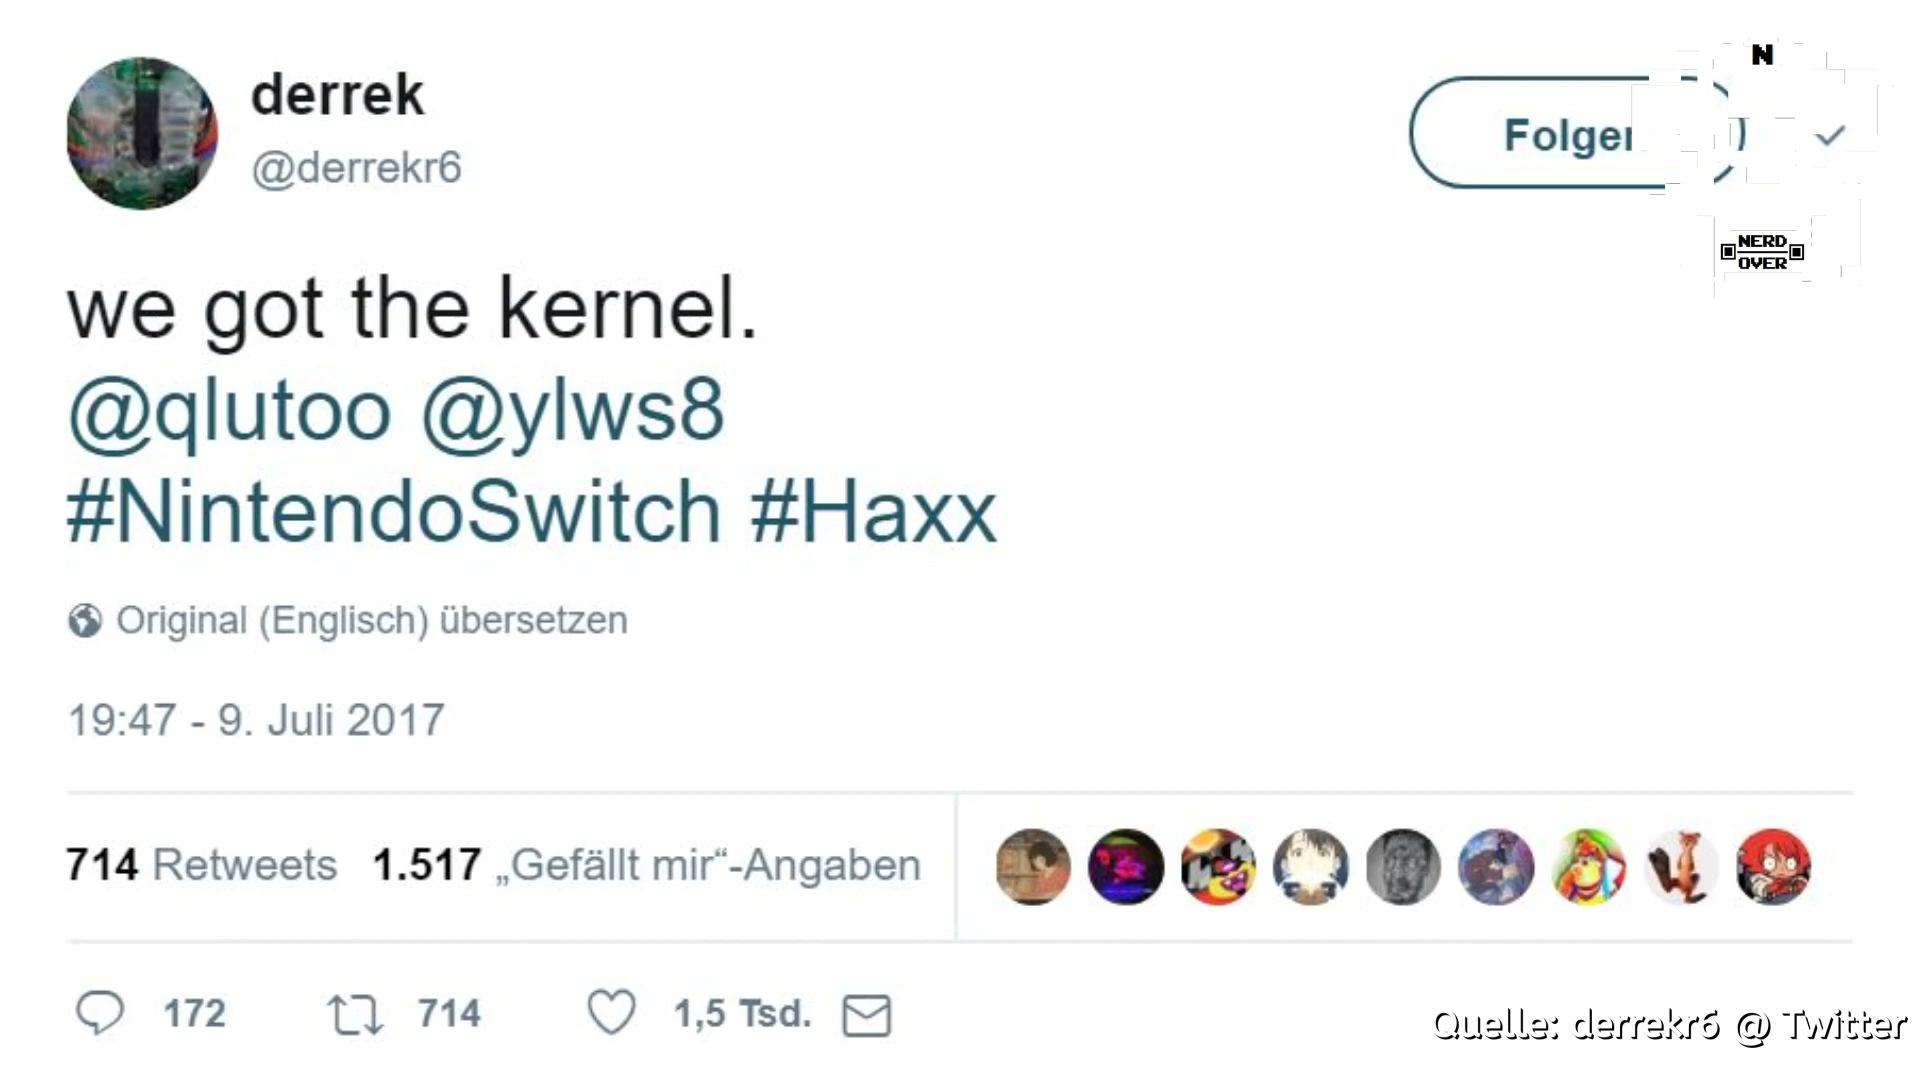 derrek
@derrekr6
Folgen
N
NERD
OVER
we got the kernel.
@qlutoo @ylws8
#NintendoSwitch #Haxx
Original (Englisch) übersetzen
19:47 - 9. Juli 2017
714 Retweets 1.517 „Gefällt mir“-Angaben
172 714 1,5 Tsd.
Quelle: derrekr6 @ Twitter